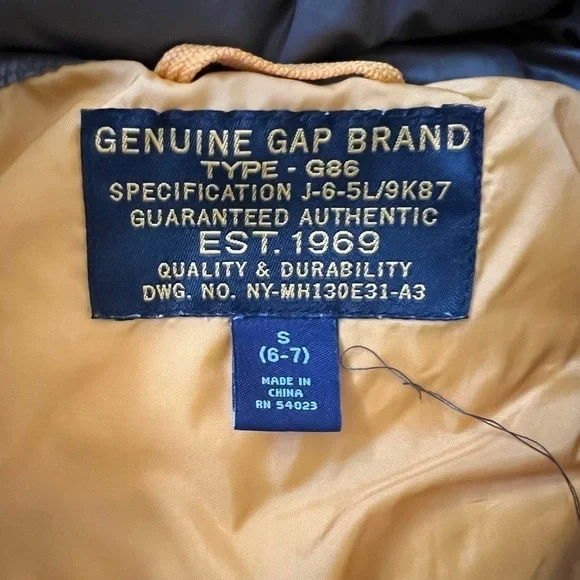 GENUINE GAP BRAND
TYPE - G86
SPECIFICATION J-6-5L/9K87
GUARANTEED AUTHENTIC
EST. 1969
QUALITY & DURABILITY
DWG. NO. NY-MH130E31-A3
S
(6-7)
MADE IN
CHINA
RN 54023